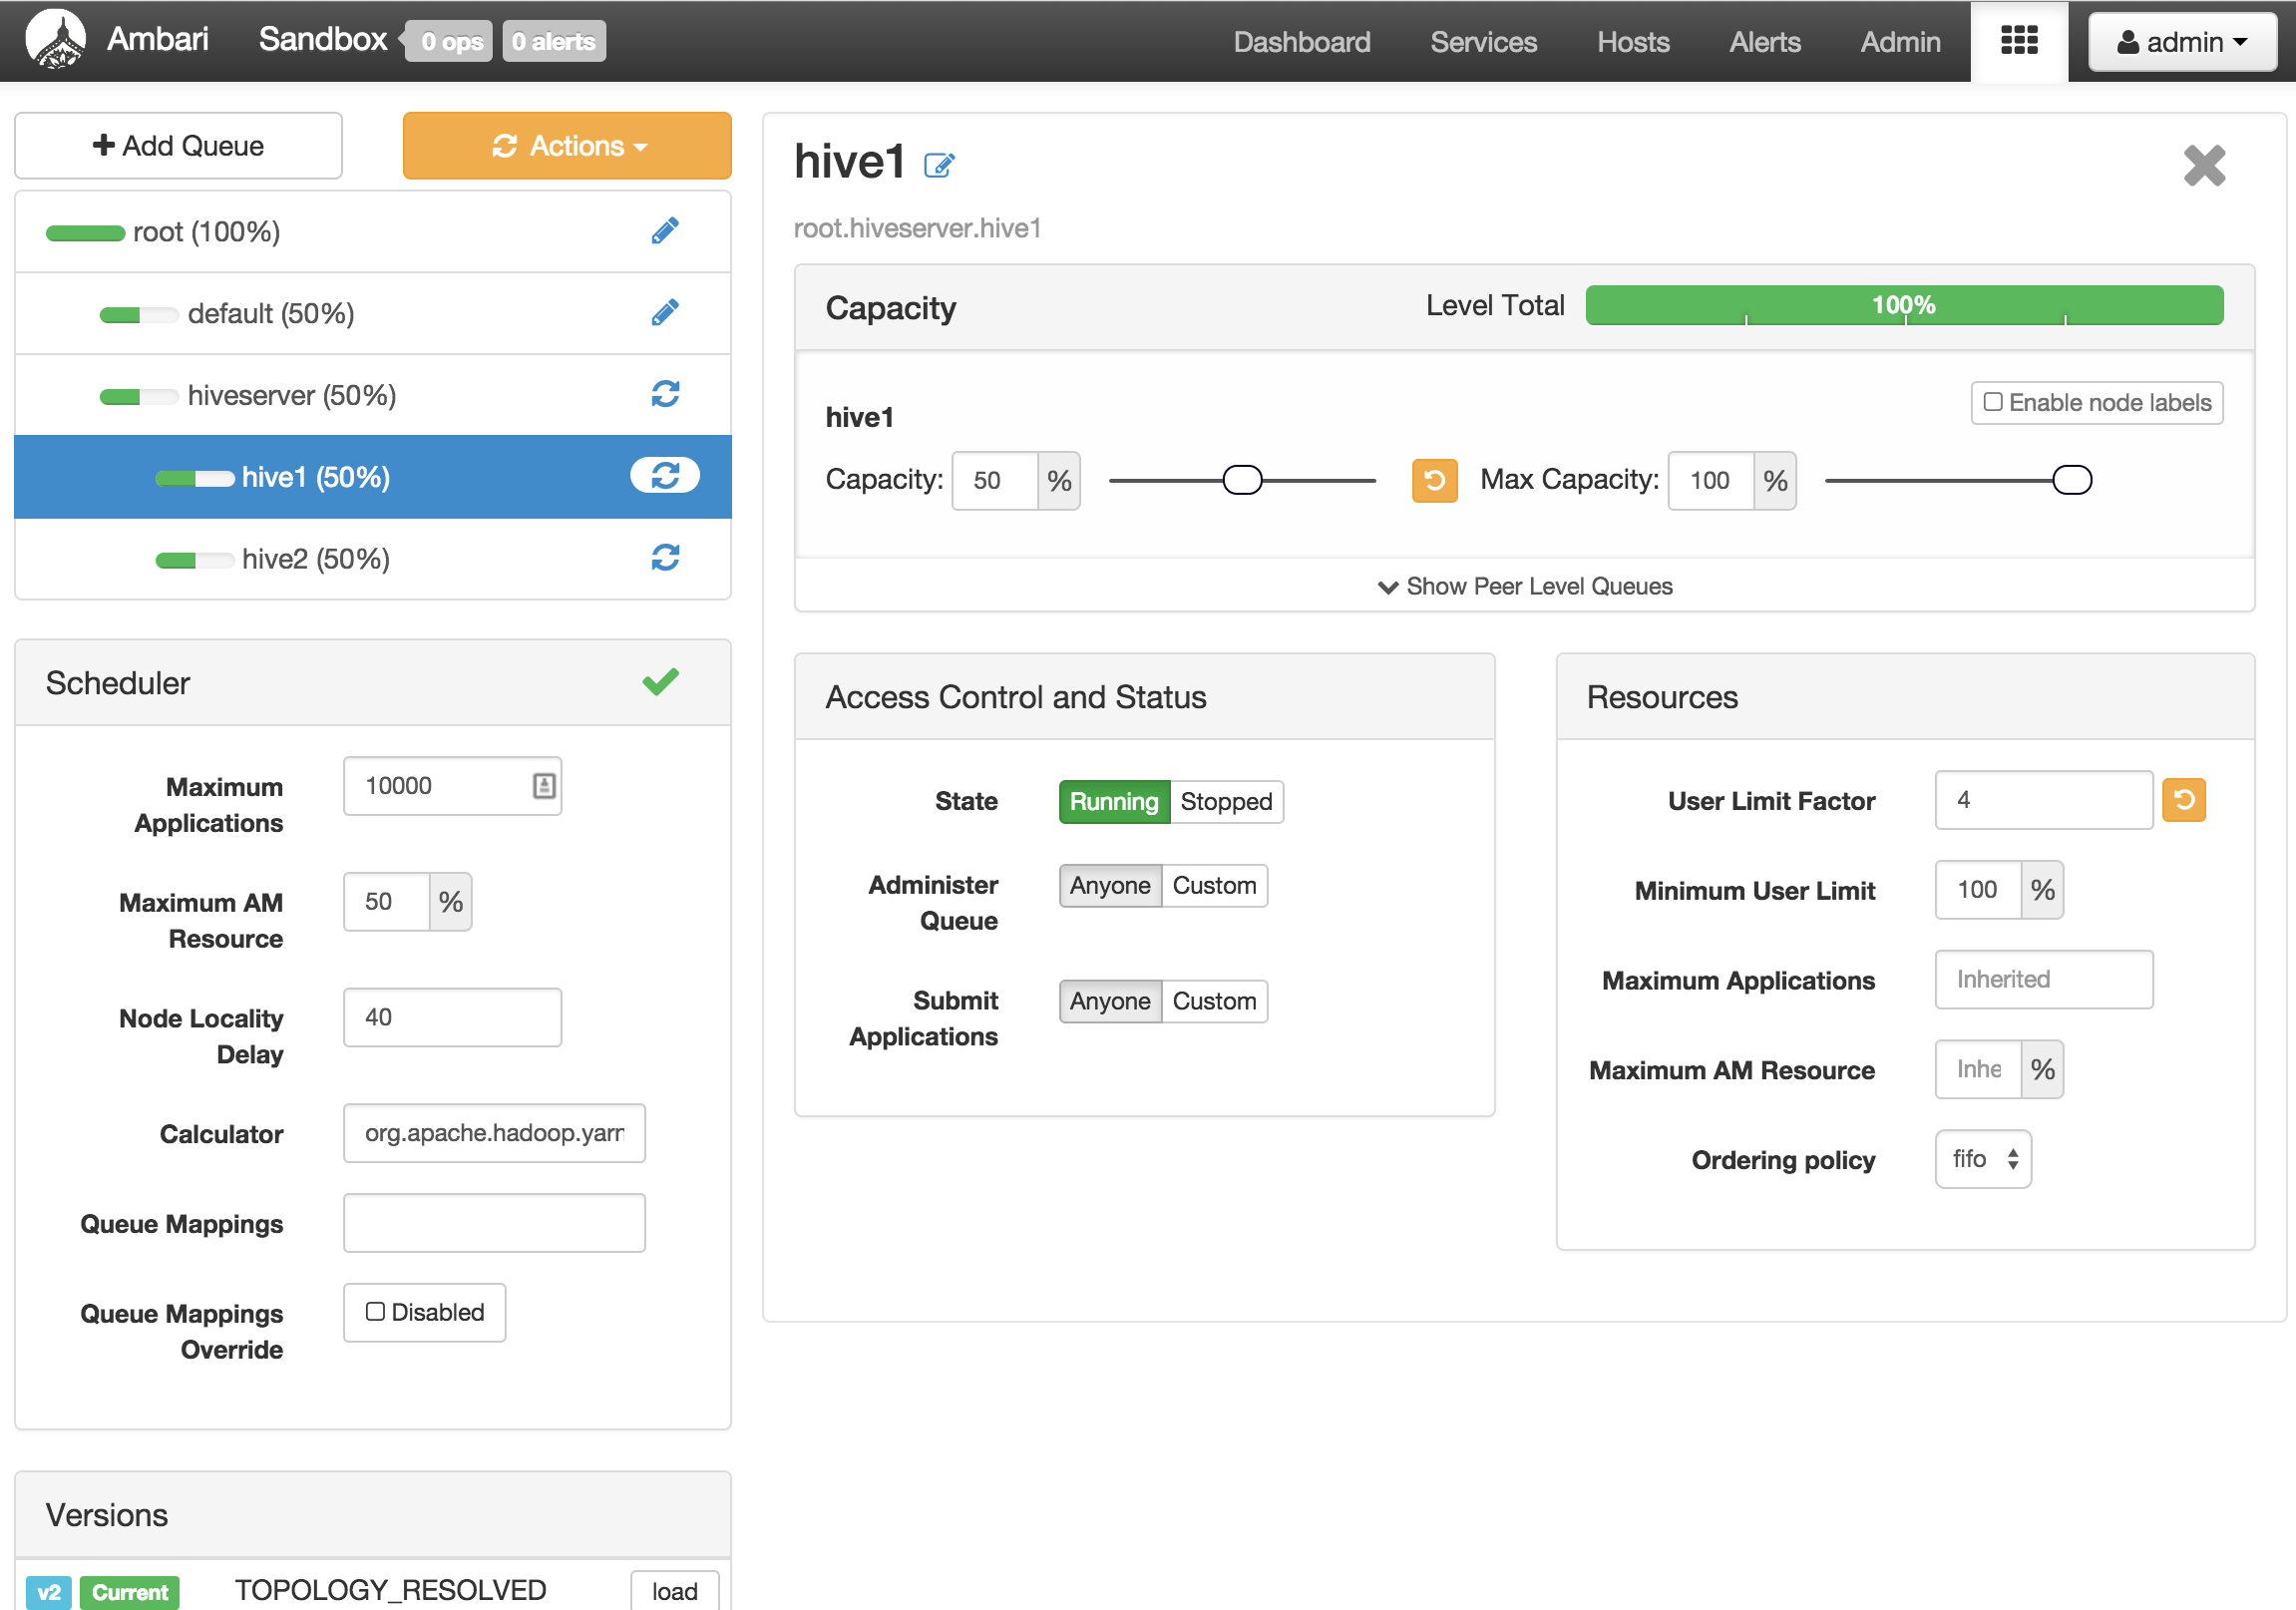 Ambari Sandbox 0 ops 0 alerts Dashboard Services Hosts Alerts Admin admin
Add Queue Actions
root (100%)
default (50%)
hiveserver (50%)
hive1 (50%)
hive2 (50%)
Scheduler
Maximum Applications 10000
Maximum AM Resource 50 %
Node Locality Delay 40
Calculator org.apache.hadoop.yarn
Queue Mappings
Queue Mappings Override Disabled
Versions
v2 Current TOPOLOGY_RESOLVED load
hive1
root.hiveserver.hive1
Capacity Level Total 100%
Enable node labels
hive1
Capacity: 50 % Max Capacity: 100 %
Show Peer Level Queues
Access Control and Status
State Running Stopped
Administer Queue Anyone Custom
Submit Applications Anyone Custom
Resources
User Limit Factor 4
Minimum User Limit 100 %
Maximum Applications Inherited
Maximum AM Resource Inhe %
Ordering policy fifo